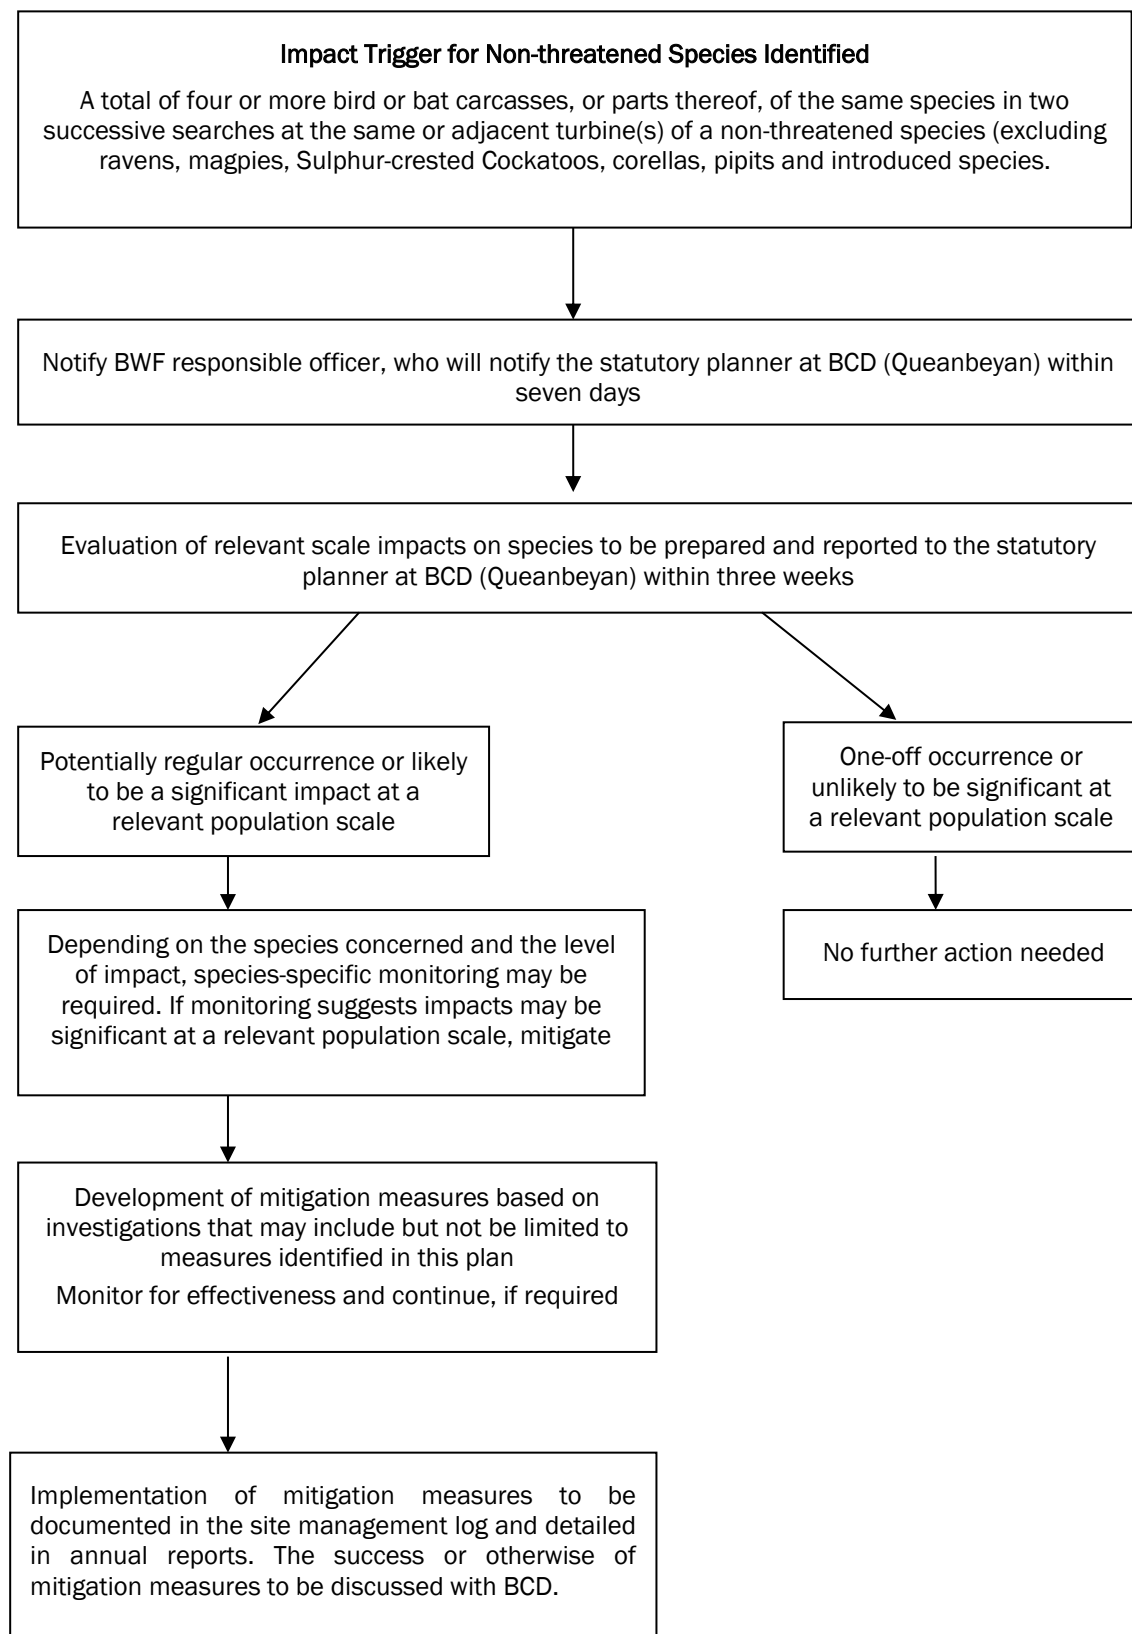 Impact Trigger for Non-threatened Species Identified
A total of four or more bird or bat carcasses, or parts thereof, of the same species in two
successive searches at the same or adjacent turbine(s) of a non-threatened species (excluding
ravens, magpies, Sulphur-crested Cockatoos, corellas, pipits and introduced species.
Notify BWF responsible officer, who will notify the statutory planner at BCD (Queanbeyan) within
seven days
Evaluation of relevant scale impacts on species to be prepared and reported to the statutory
planner at BCD (Queanbeyan) within three weeks
Potentially regular occurrence or likely
to be a significant impact at a
relevant population scale
One-off occurrence or
unlikely to be significant at
a relevant population scale
Depending on the species concerned and the level
of impact, species-specific monitoring may be
required. If monitoring suggests impacts may be
significant at a relevant population scale, mitigate
No further action needed
Development of mitigation measures based on
investigations that may include but not be limited to
measures identified in this plan
Monitor for effectiveness and continue, if required
Implementation of mitigation measures to be
documented in the site management log and detailed
in annual reports. The success or otherwise of
mitigation measures to be discussed with BCD.